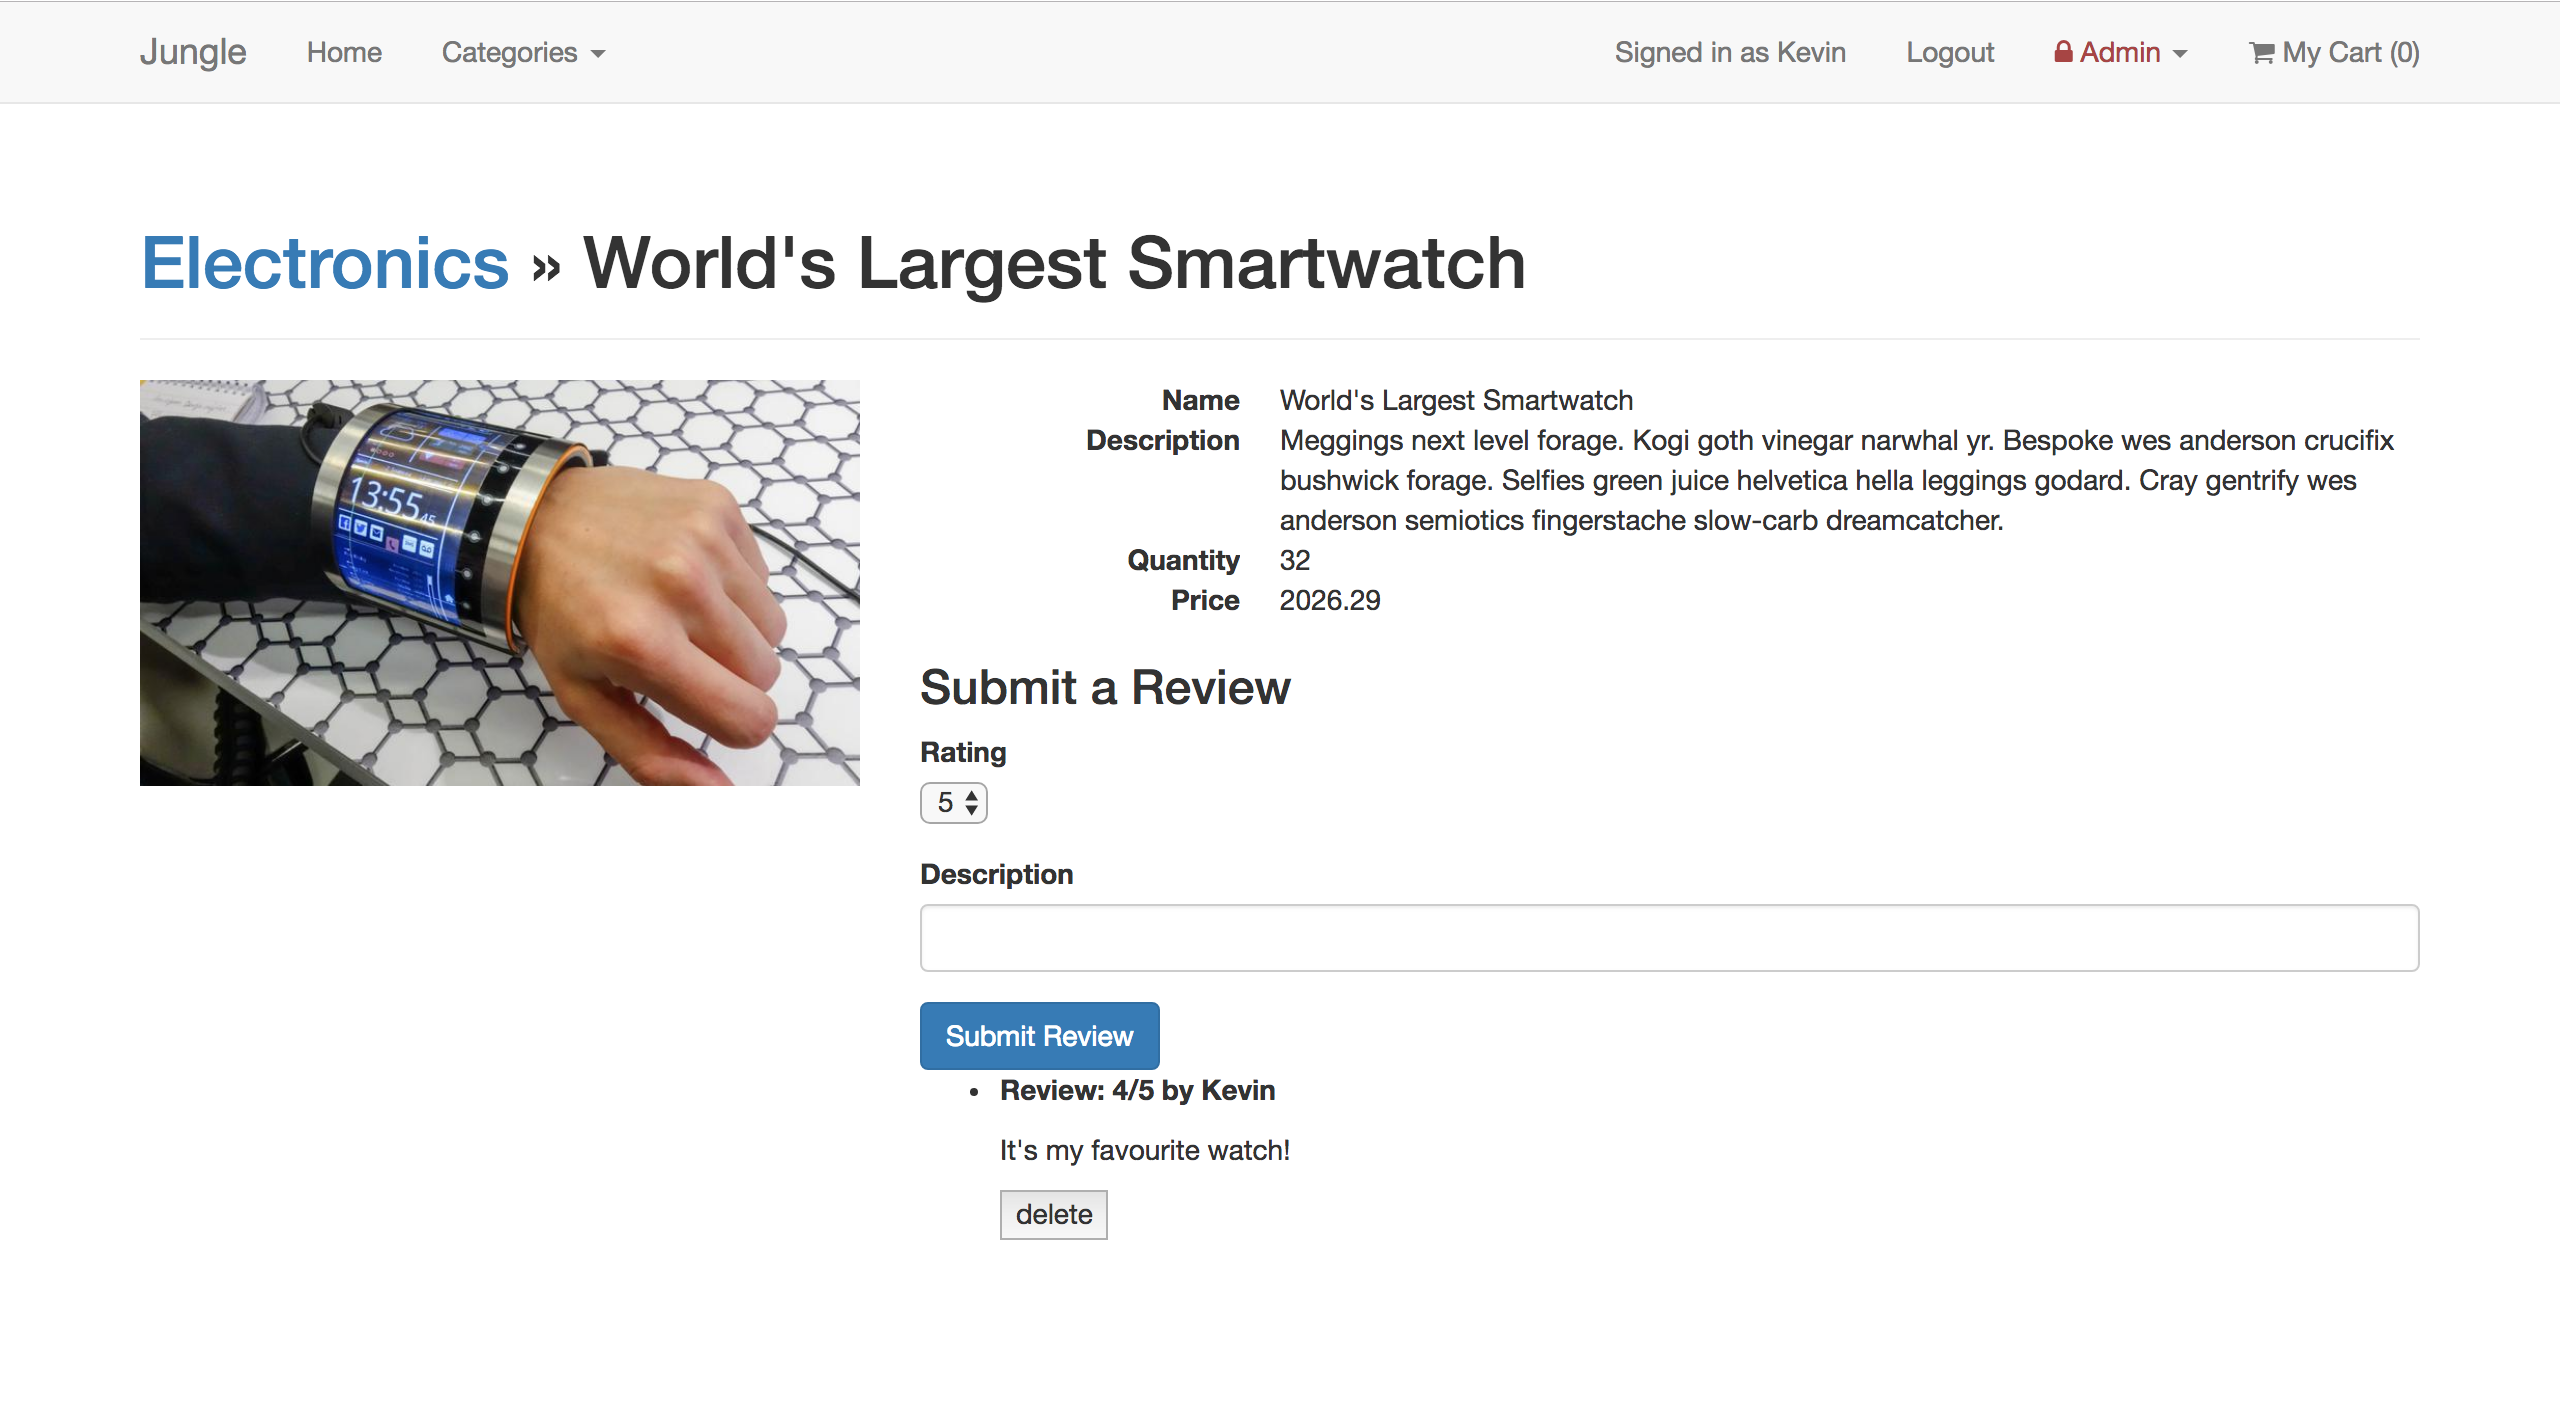 Jungle Home Categories Signed in as Kevin Logout Admin My Cart (0)
Electronics » World's Largest Smartwatch
13:55 45
Name World's Largest Smartwatch
Description Meggings next level forage. Kogi goth vinegar narwhal yr. Bespoke wes anderson crucifix
bushwick forage. Selfies green juice helvetica hella leggings godard. Cray gentrify wes
anderson semiotics fingerstache slow-carb dreamcatcher.
Quantity 32
Price 2026.29
Submit a Review
Rating
5
Description
Submit Review
• Review: 4/5 by Kevin
It's my favourite watch!
delete